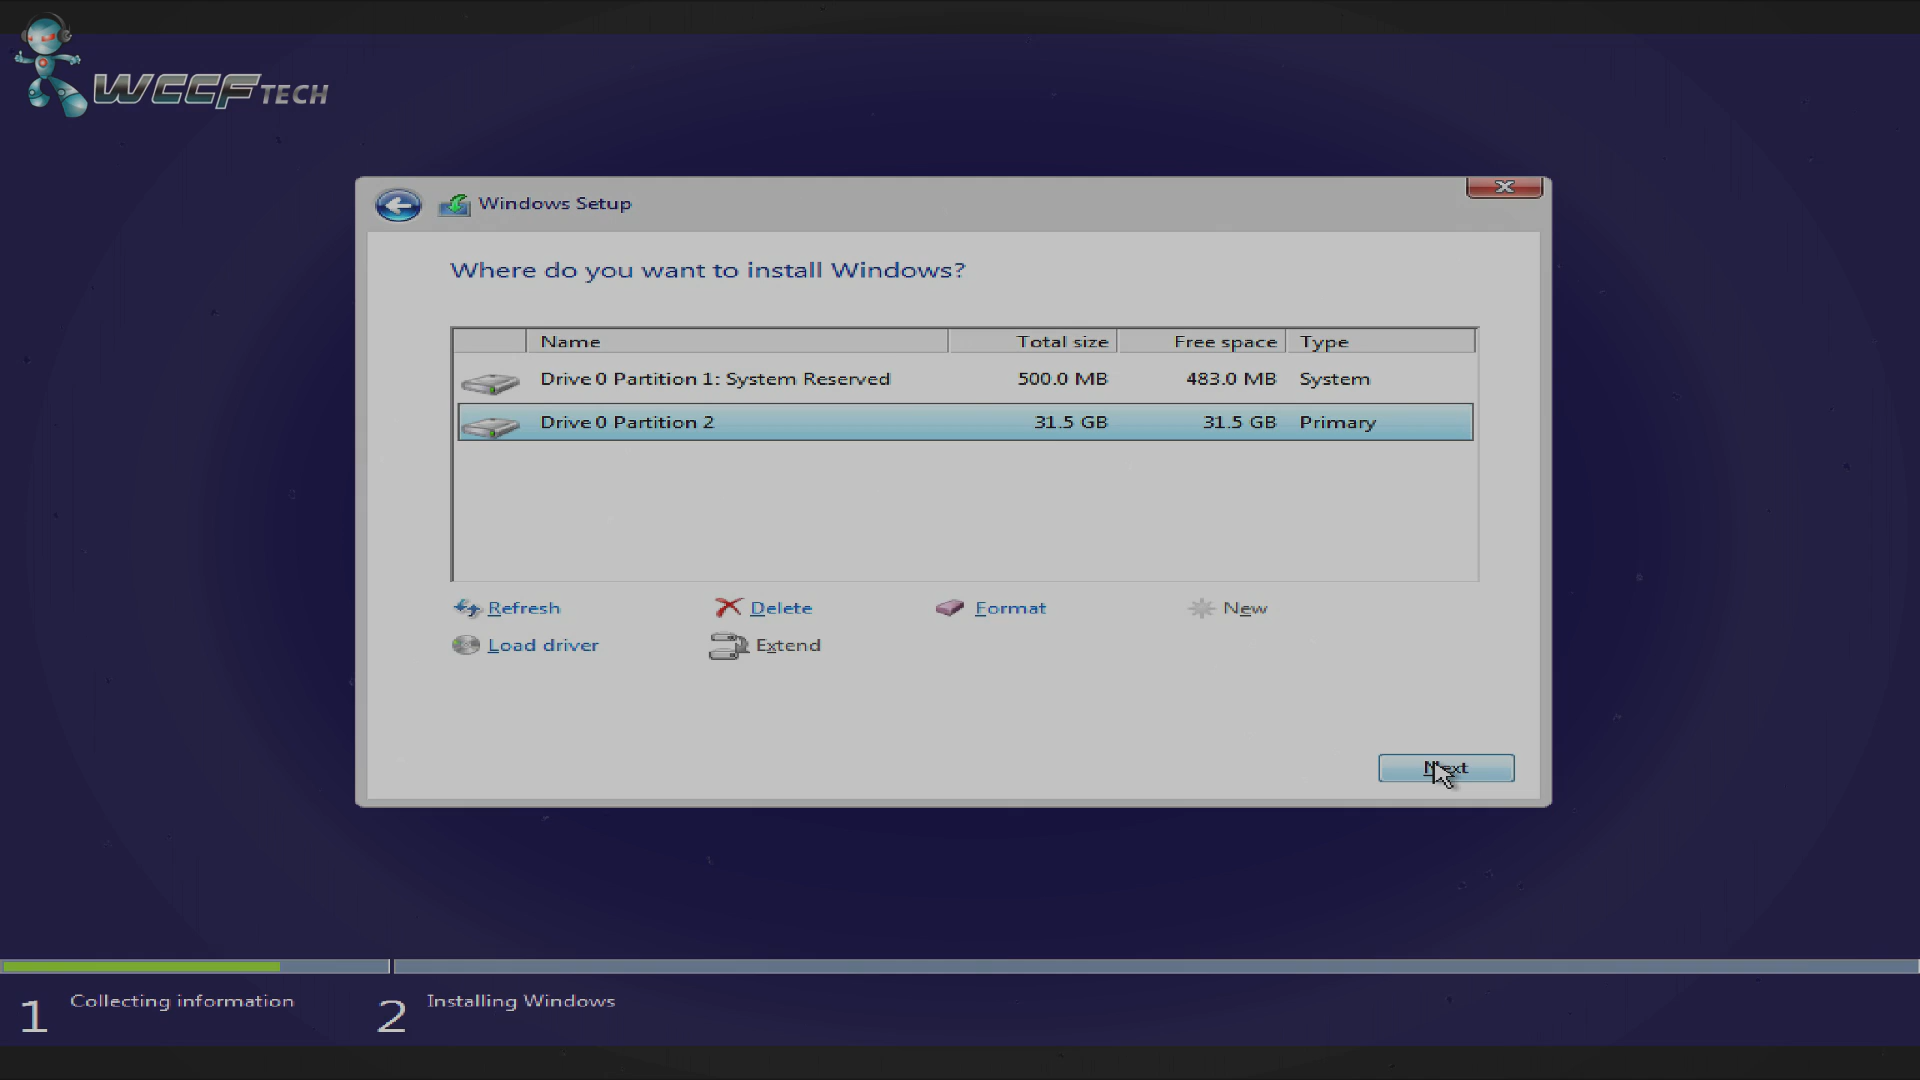 WCCFTECH
Windows Setup
Where do you want to install Windows?
Name Total size Free space Type
Drive 0 Partition 1: System Reserved 500.0 MB 483.0 MB System
Drive 0 Partition 2 31.5 GB 31.5 GB Primary
Refresh Delete Format New
Load driver Extend
Next
1 Collecting information 2 Installing Windows